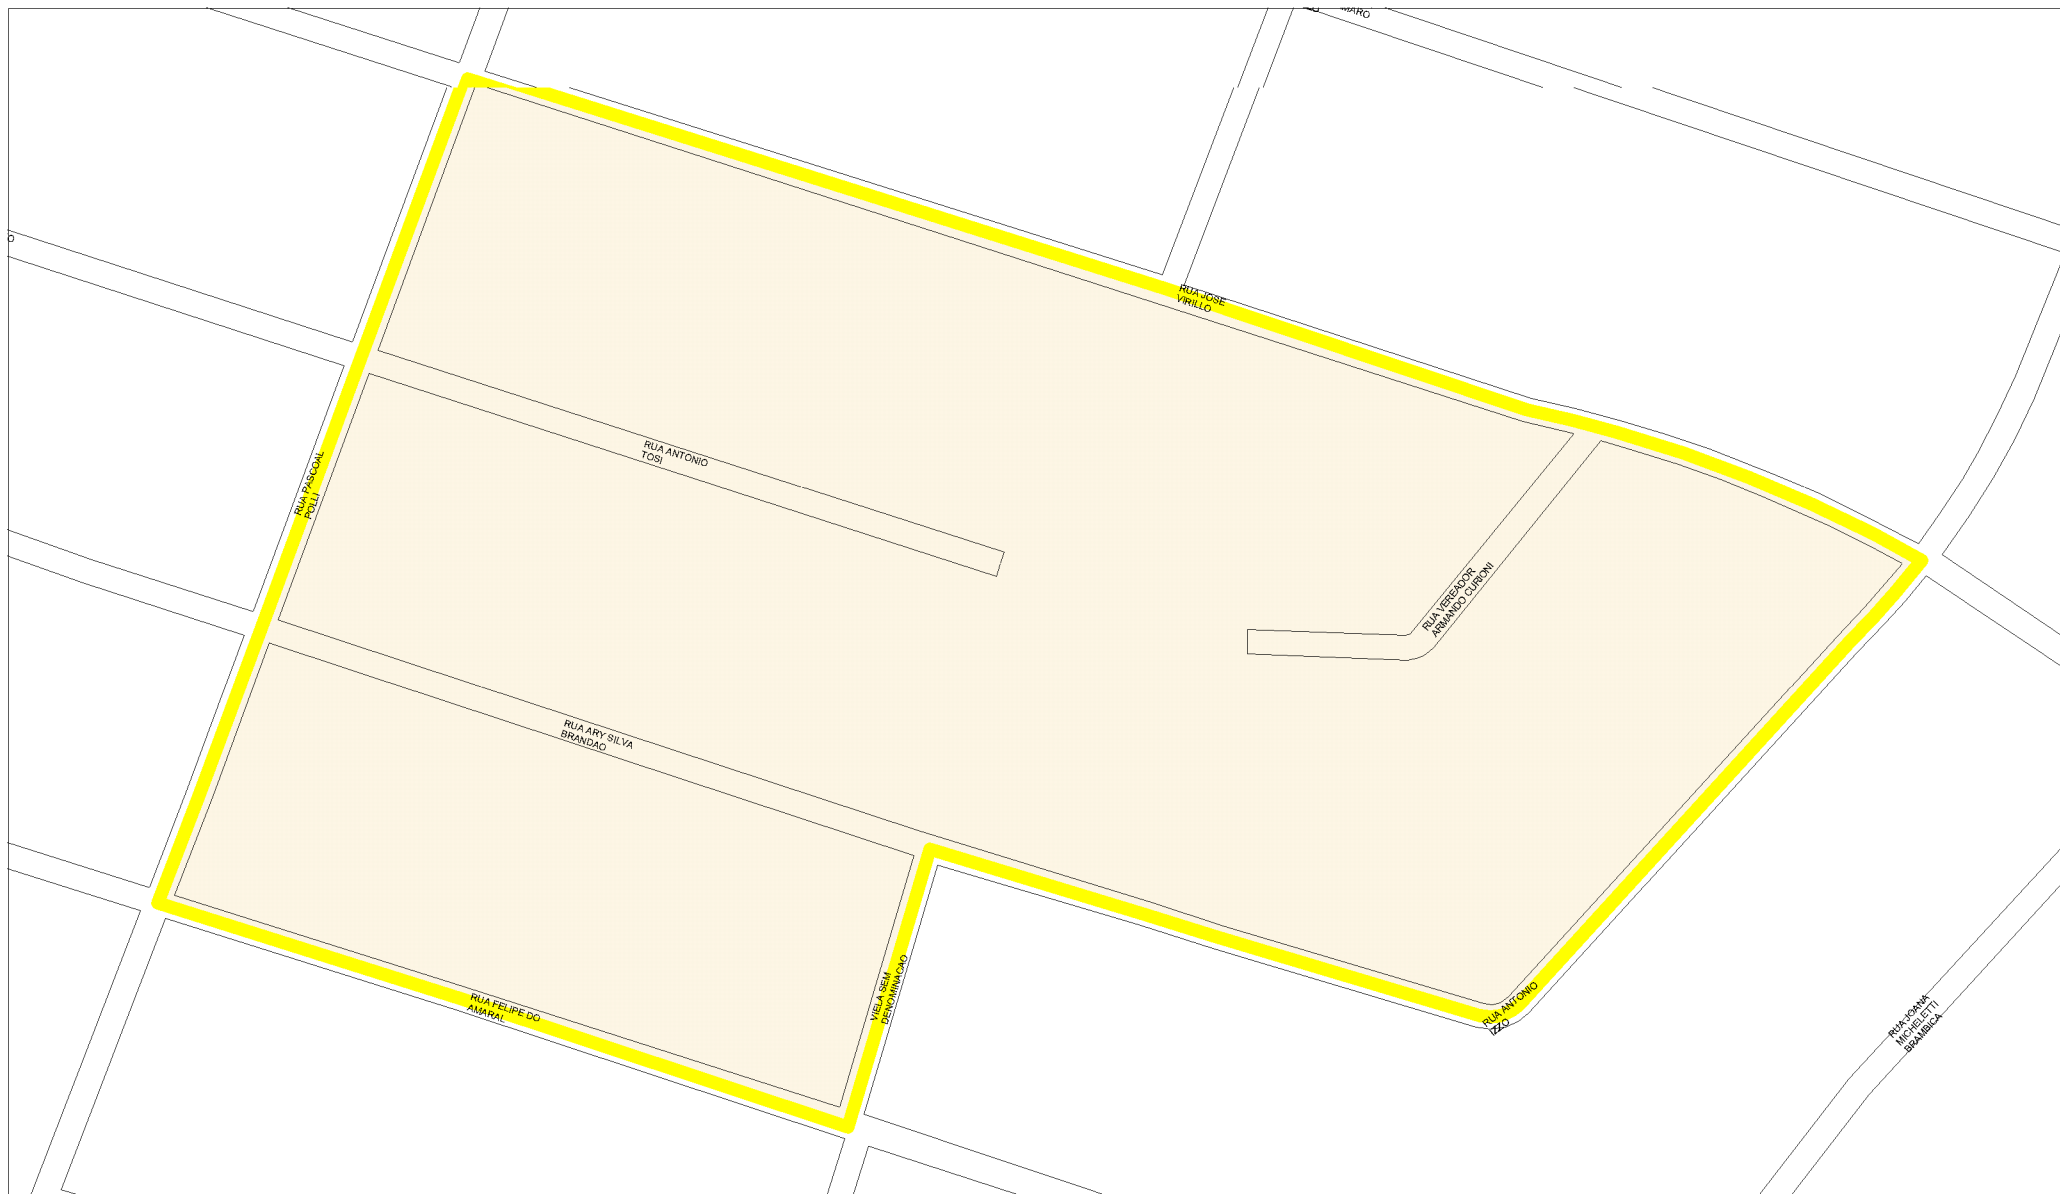 MARO
O
RUA JOSE
VIRILLO
RUA ANTONIO
TOSI
RUA PASCOAL
POLLI
RUA VEREADOR
ARMANDO CURIONI
RUA ARY SILVA
BRANDAO
VIELA SEM
DENOMINACAO
RUA FELIPE DO
AMARAL
RUA ANTONIO
IZZO
RUA JOANA
MICHELETTI
BRAMBICA